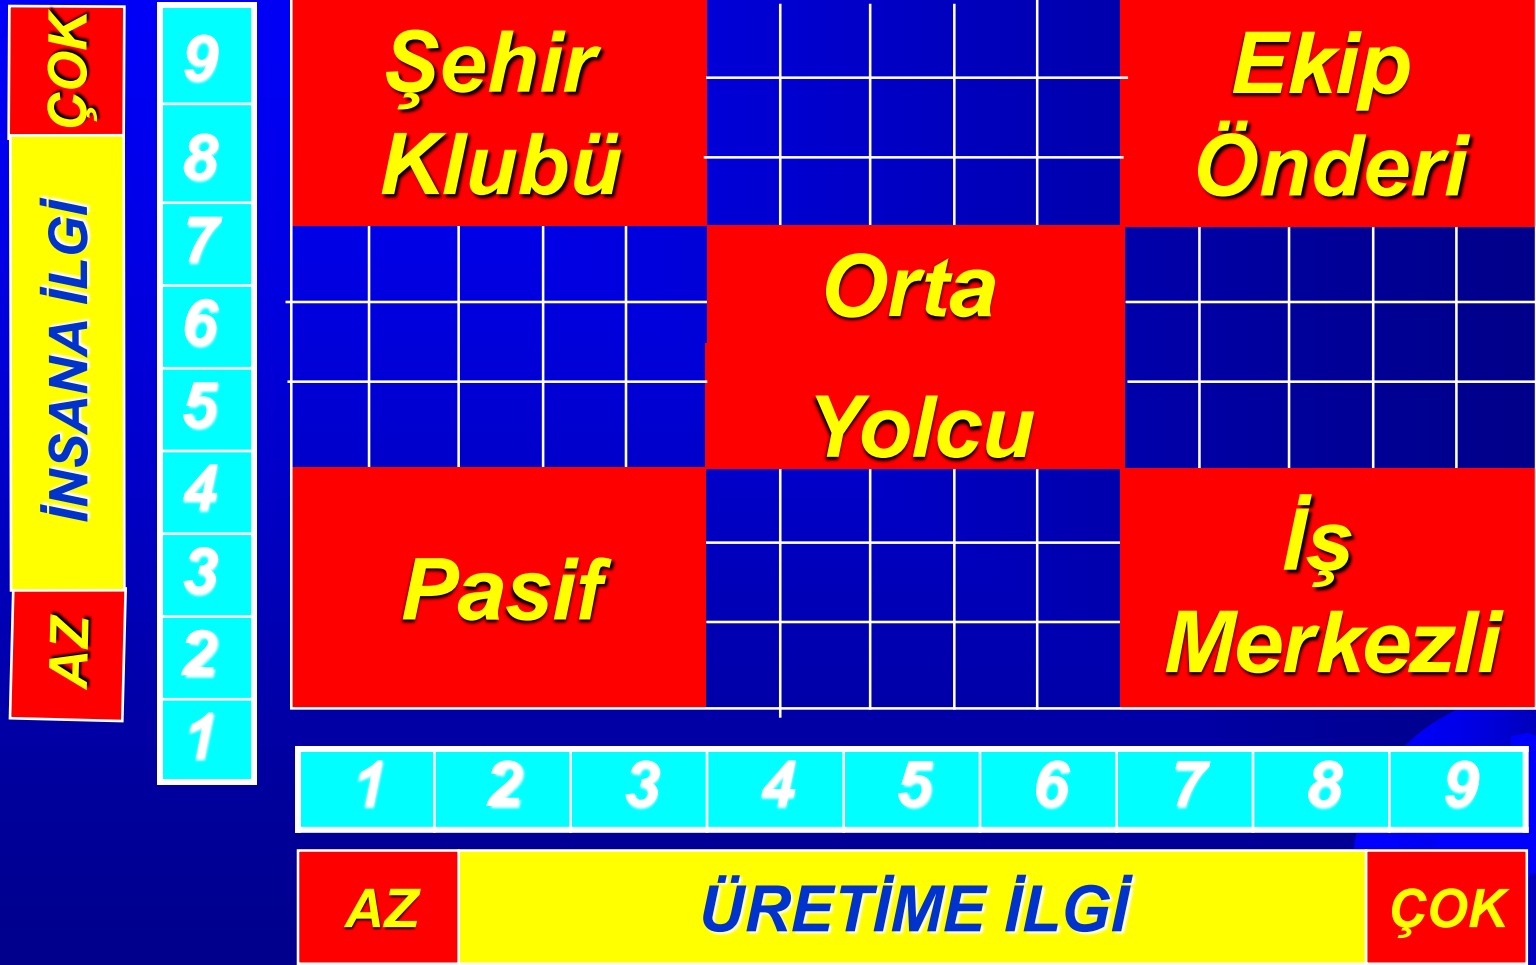 ÇOK
İNSANA İLGİ
AZ
9
8
7
6
5
4
3
2
1
Şehir
Klubü
Ekip
Önderi
Orta
Yolcu
Pasif
İş
Merkezli
1 2 3 4 5 6 7 8 9
AZ ÜRETİME İLGİ ÇOK